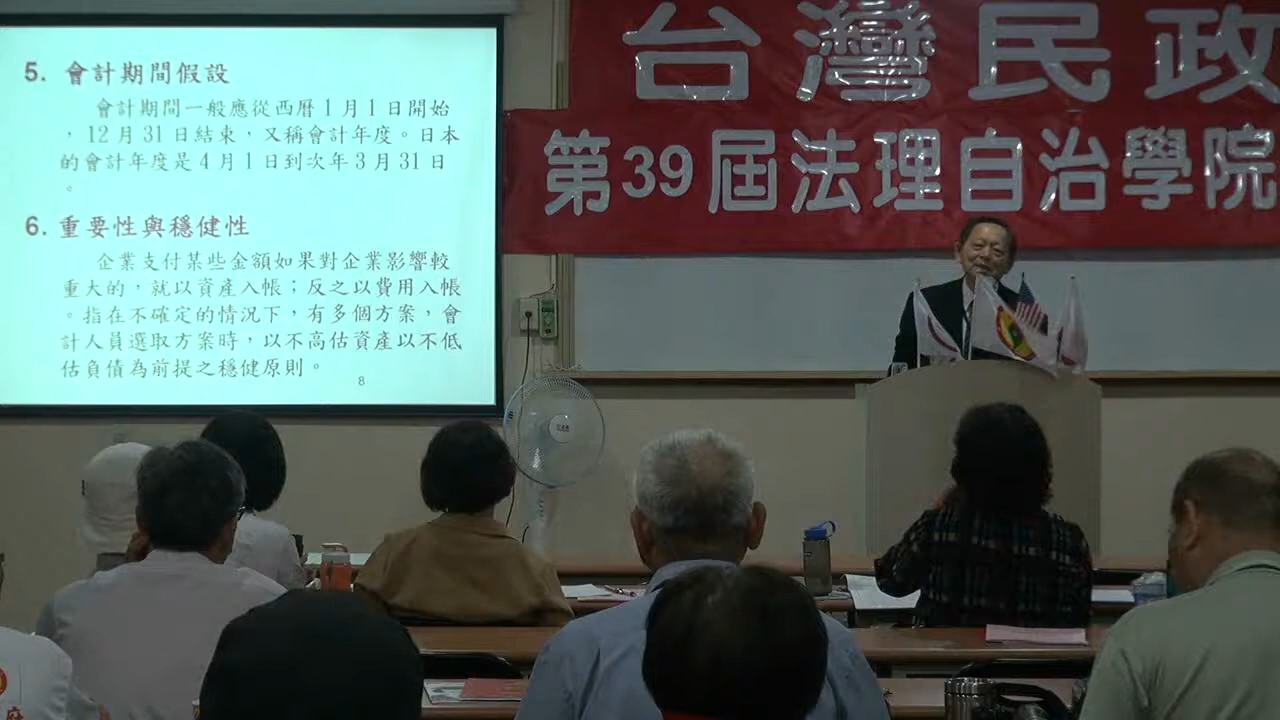 5. 會計期間假設
會計期間一般應從西曆1月1日開始
，12月31日結束，又稱會計年度。日本
的會計年度是4月1日到次年3月31日
。
6. 重要性與穩健性
企業支付某些金額如果對企業影響較
重大的，就以資產入帳；反之以費用入帳
。指在不確定的情況下，有多個方案，會
計人員選取方案時，以不高估資產以不低
估負債為前提之穩健原則。
8
台灣民政
第39屆法理自治學院
府